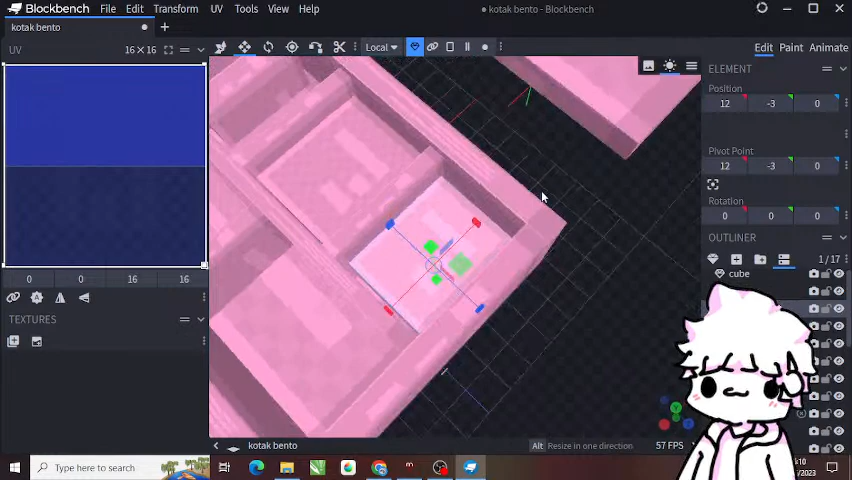 Blockbench File Edit Transform UV Tools View Help
kotak bento - Blockbench
kotak bento
UV 16 × 16
Local
Edit Paint Animate
ELEMENT
Position
12 -3 0
Pivot Point
12 -3 0
Rotation
0 0 0
OUTLINER
1 / 17
cube
0 0 16 16
TEXTURES
kotak bento
Alt Resize in one direction 57 FPS
Type here to search